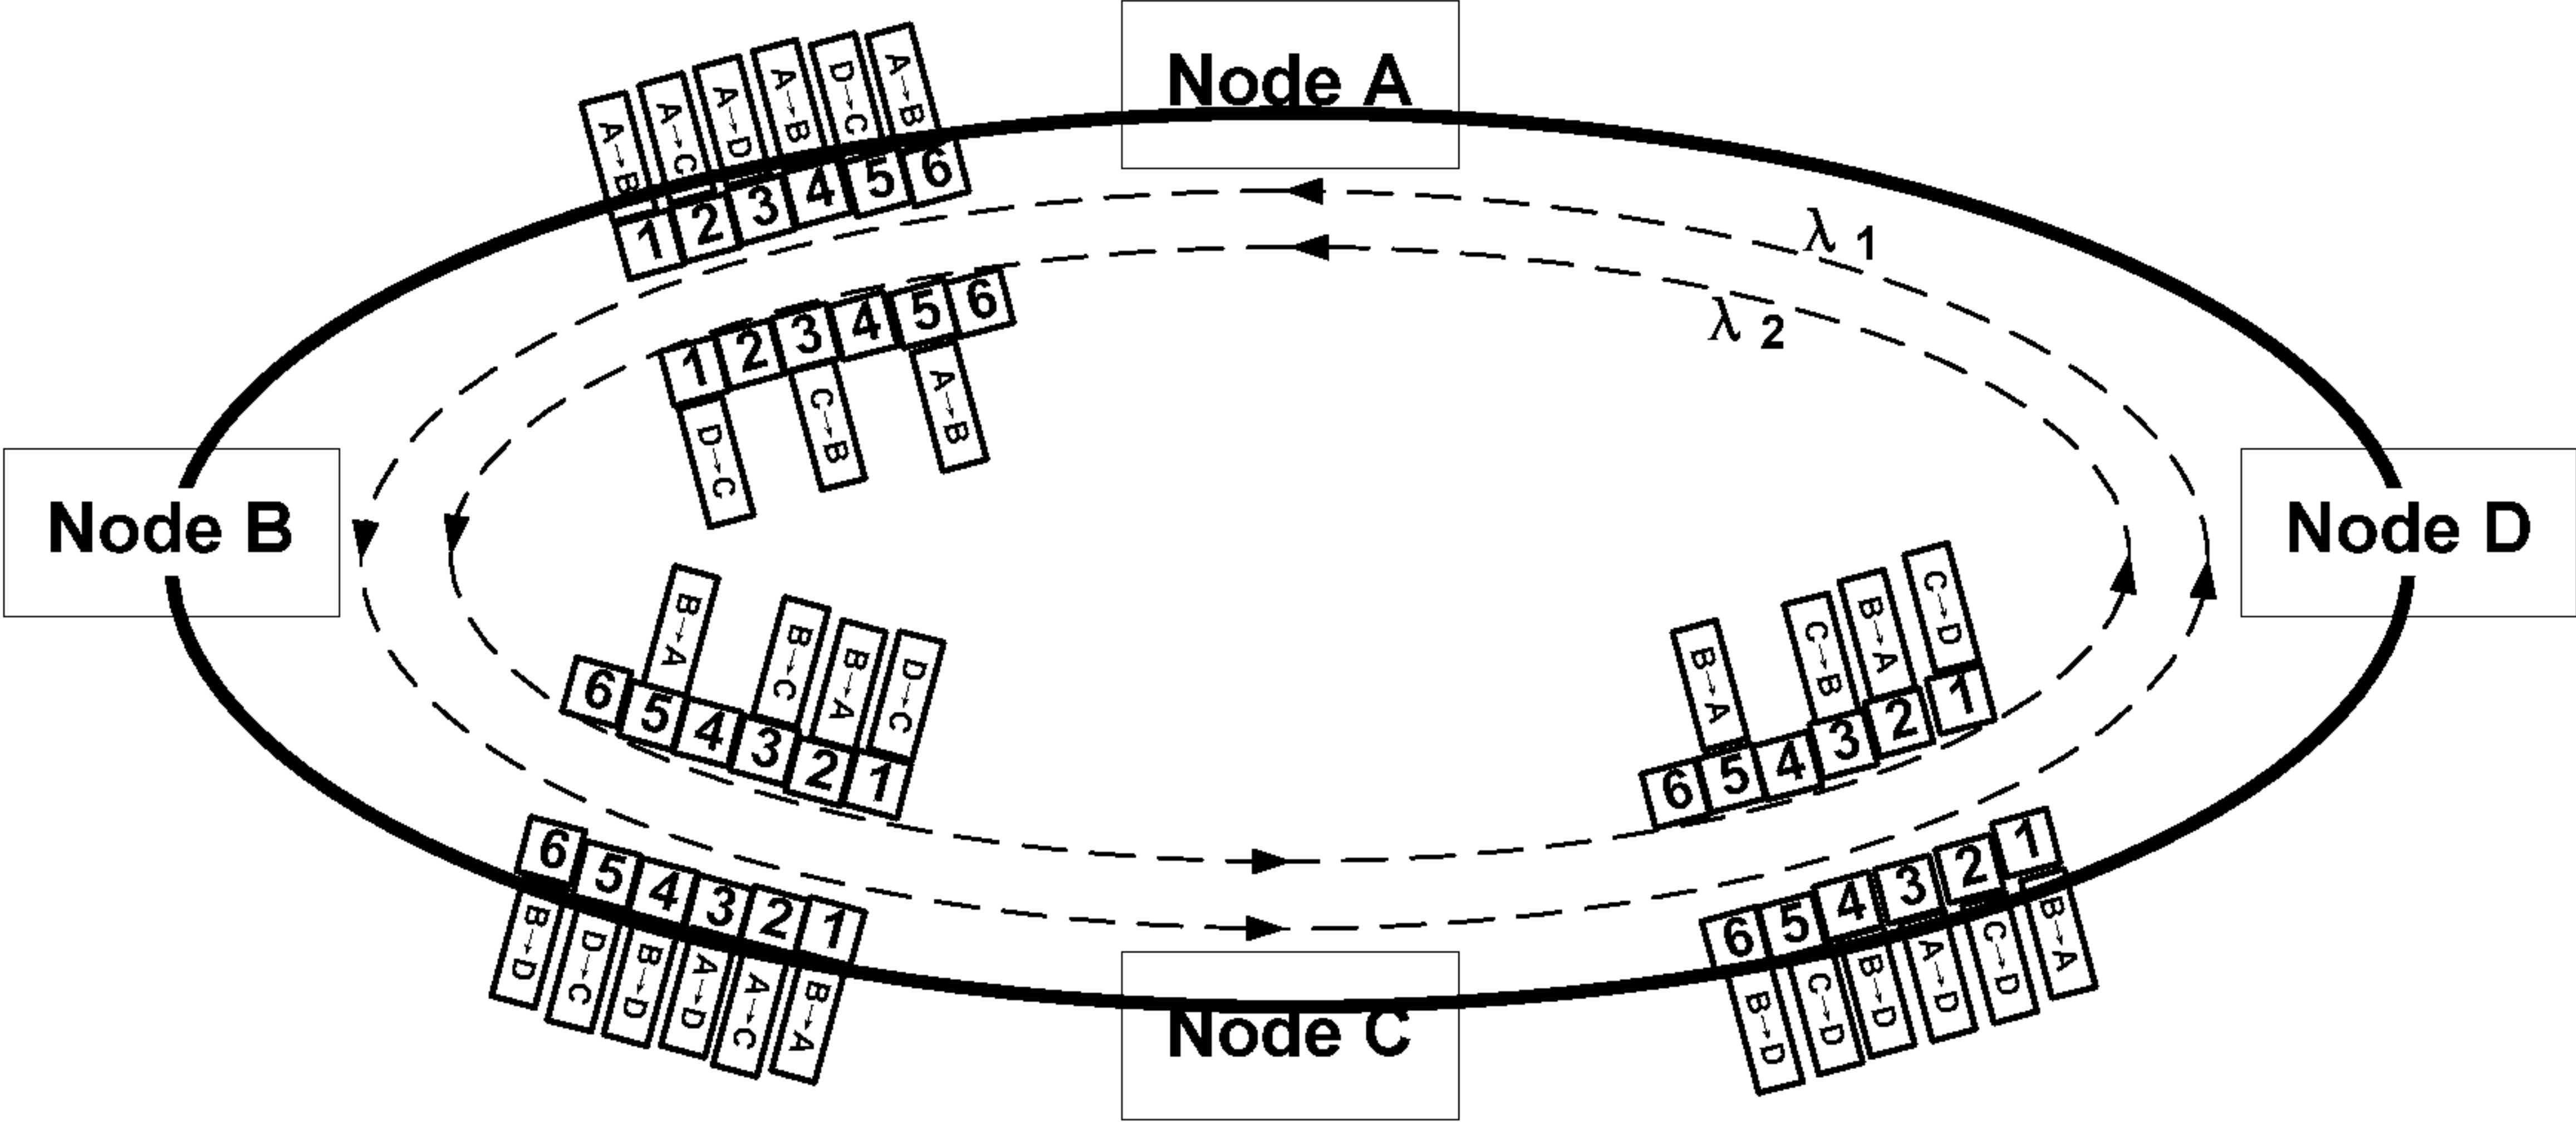 Node A
A→B
A→C
A→D
A→B
D→C
A→B
1 2 3 4 5 6
λ 1
λ 2
1 2 3 4 5 6
D→C
C→B
A→B
Node B
Node D
B→A
B→C
B→A
D→C
6 5 4 3 2 1
B→A
C→B
B→A
C→D
6 5 4 3 2 1
6 5 4 3 2 1
B→D
D→C
B→D
A→D
A→C
B→A
6 5 4 3 2 1
B→D
C→D
B→D
A→D
C→D
B→A
Node C